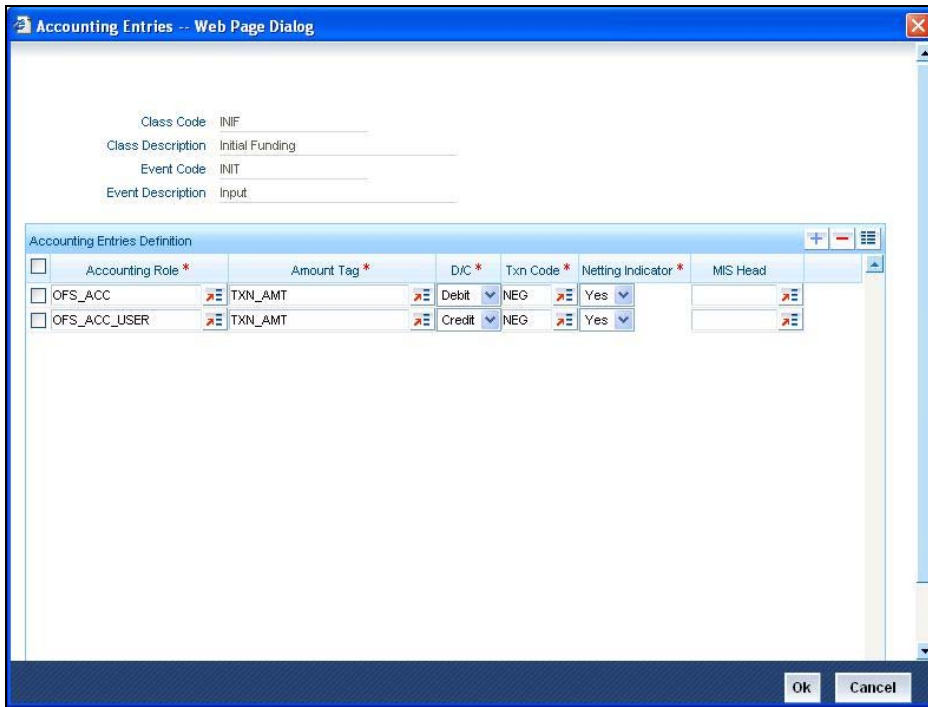 Accounting Entries -- Web Page Dialog
Class Code INIF
Class Description Initial Funding
Event Code INIT
Event Description Input
Accounting Entries Definition
Accounting Role * Amount Tag * D/C * Txn Code * Netting Indicator * MIS Head
OFS_ACC TXN_AMT Debit NEG Yes
OFS_ACC_USER TXN_AMT Credit NEG Yes
Ok Cancel